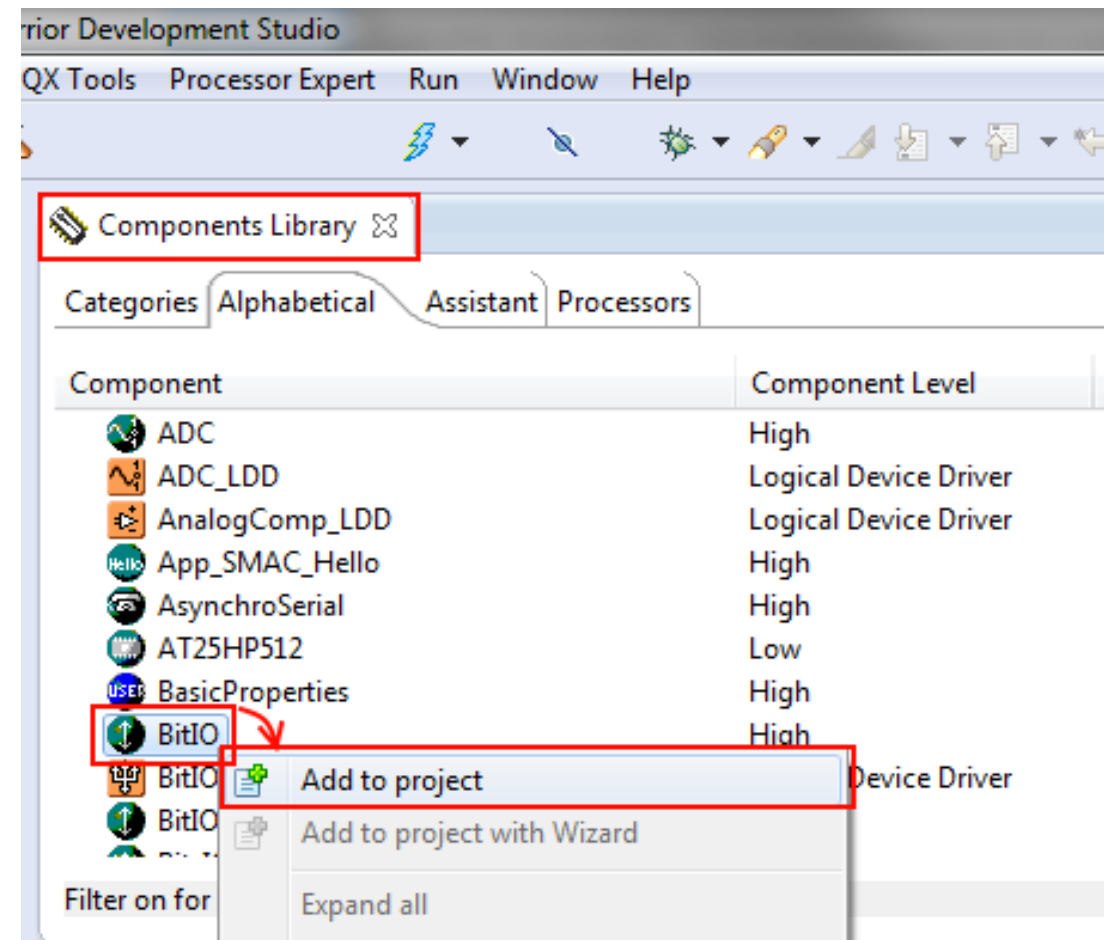 rrior Development Studio
QX Tools Processor Expert Run Window Help
Components Library
Categories Alphabetical Assistant Processors
Component Component Level
ADC High
ADC_LDD Logical Device Driver
AnalogComp_LDD Logical Device Driver
Hello App_SMAC_Hello High
AsynchroSerial High
AT25HP512 Low
USER BasicProperties High
BitIO High
BitIO Device Driver
Add to project
BitIO
Add to project with Wizard
Filter on for
Expand all